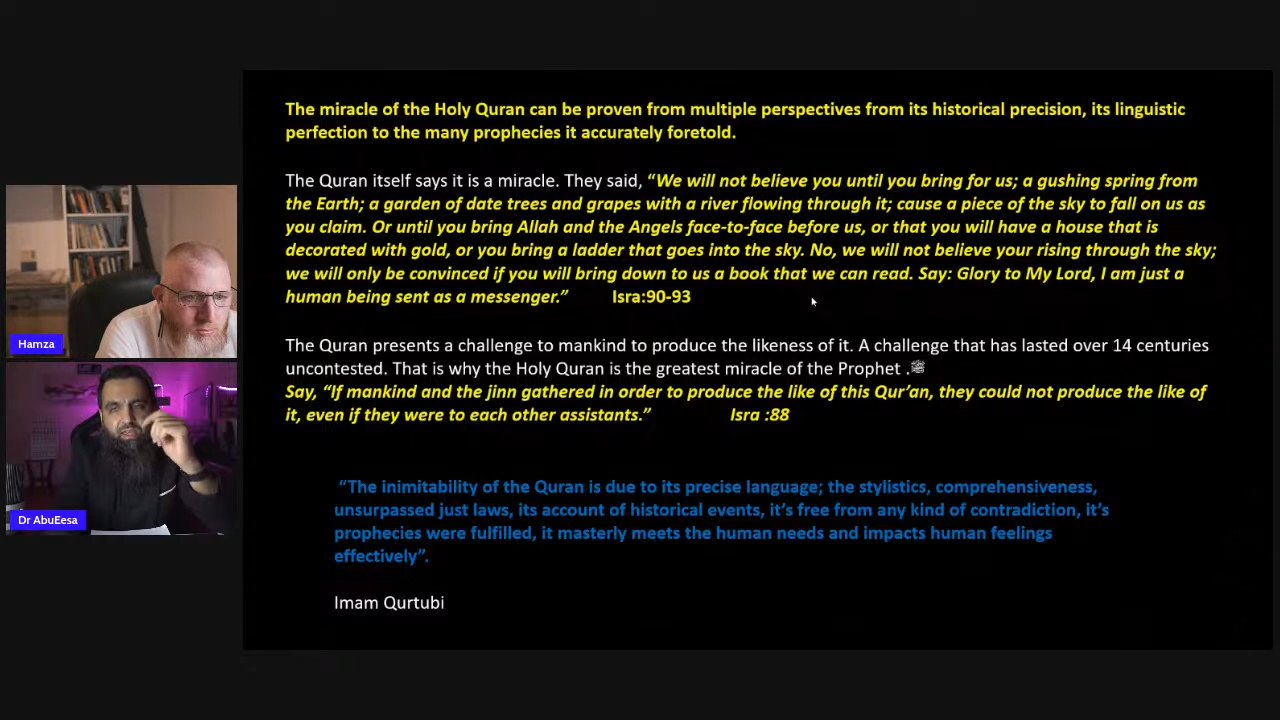 The miracle of the Holy Quran can be proven from multiple perspectives from its historical precision, its linguistic
perfection to the many prophecies it accurately foretold.
The Quran itself says it is a miracle. They said, “We will not believe you until you bring for us; a gushing spring from
the Earth; a garden of date trees and grapes with a river flowing through it; cause a piece of the sky to fall on us as
you claim. Or until you bring Allah and the Angels face-to-face before us, or that you will have a house that is
decorated with gold, or you bring a ladder that goes into the sky. No, we will not believe your rising through the sky;
we will only be convinced if you will bring down to us a book that we can read. Say: Glory to My Lord, I am just a
human being sent as a messenger.” Isra:90-93
The Quran presents a challenge to mankind to produce the likeness of it. A challenge that has lasted over 14 centuries
uncontested. That is why the Holy Quran is the greatest miracle of the Prophet .ﷺ
Say, “If mankind and the jinn gathered in order to produce the like of this Qur’an, they could not produce the like of
it, even if they were to each other assistants.” Isra :88
“The inimitability of the Quran is due to its precise language; the stylistics, comprehensiveness,
unsurpassed just laws, its account of historical events, it’s free from any kind of contradiction, it’s
prophecies were fulfilled, it masterly meets the human needs and impacts human feelings
effectively”.
Imam Qurtubi
Hamza
Dr AbuEesa